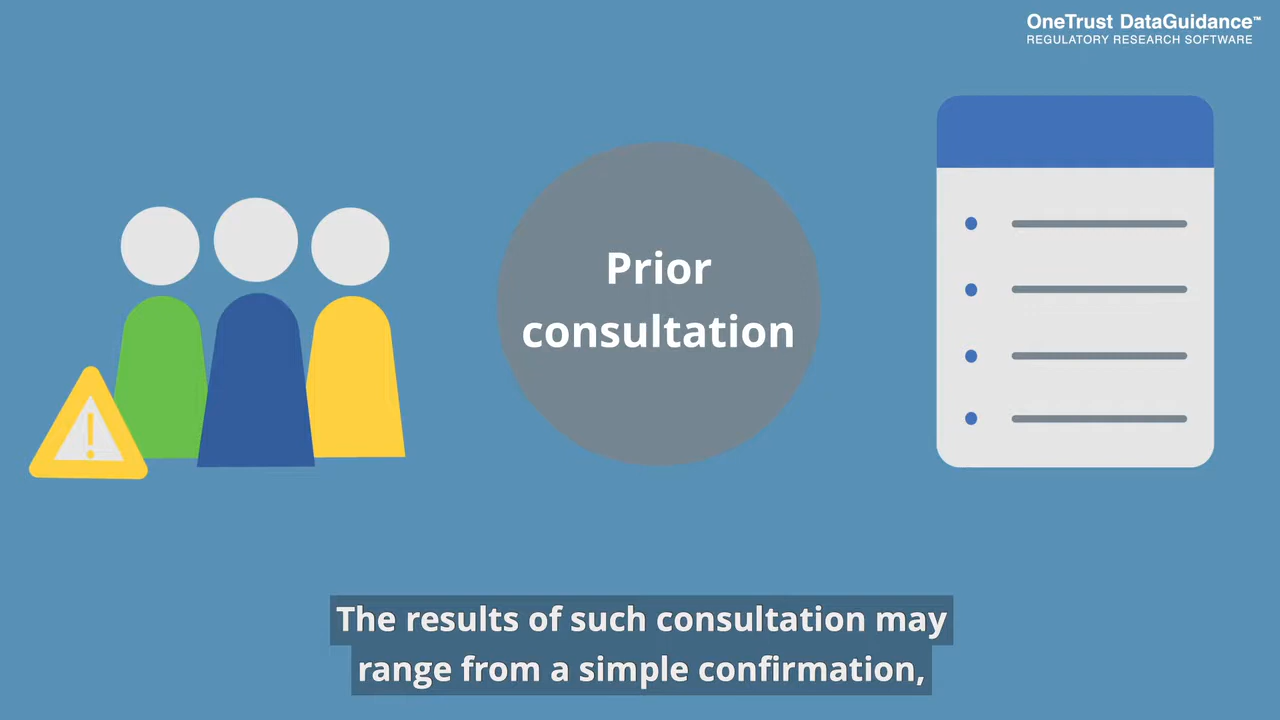 OneTrust DataGuidance™
REGULATORY RESEARCH SOFTWARE
Prior
consultation
!
The results of such consultation may
range from a simple confirmation,